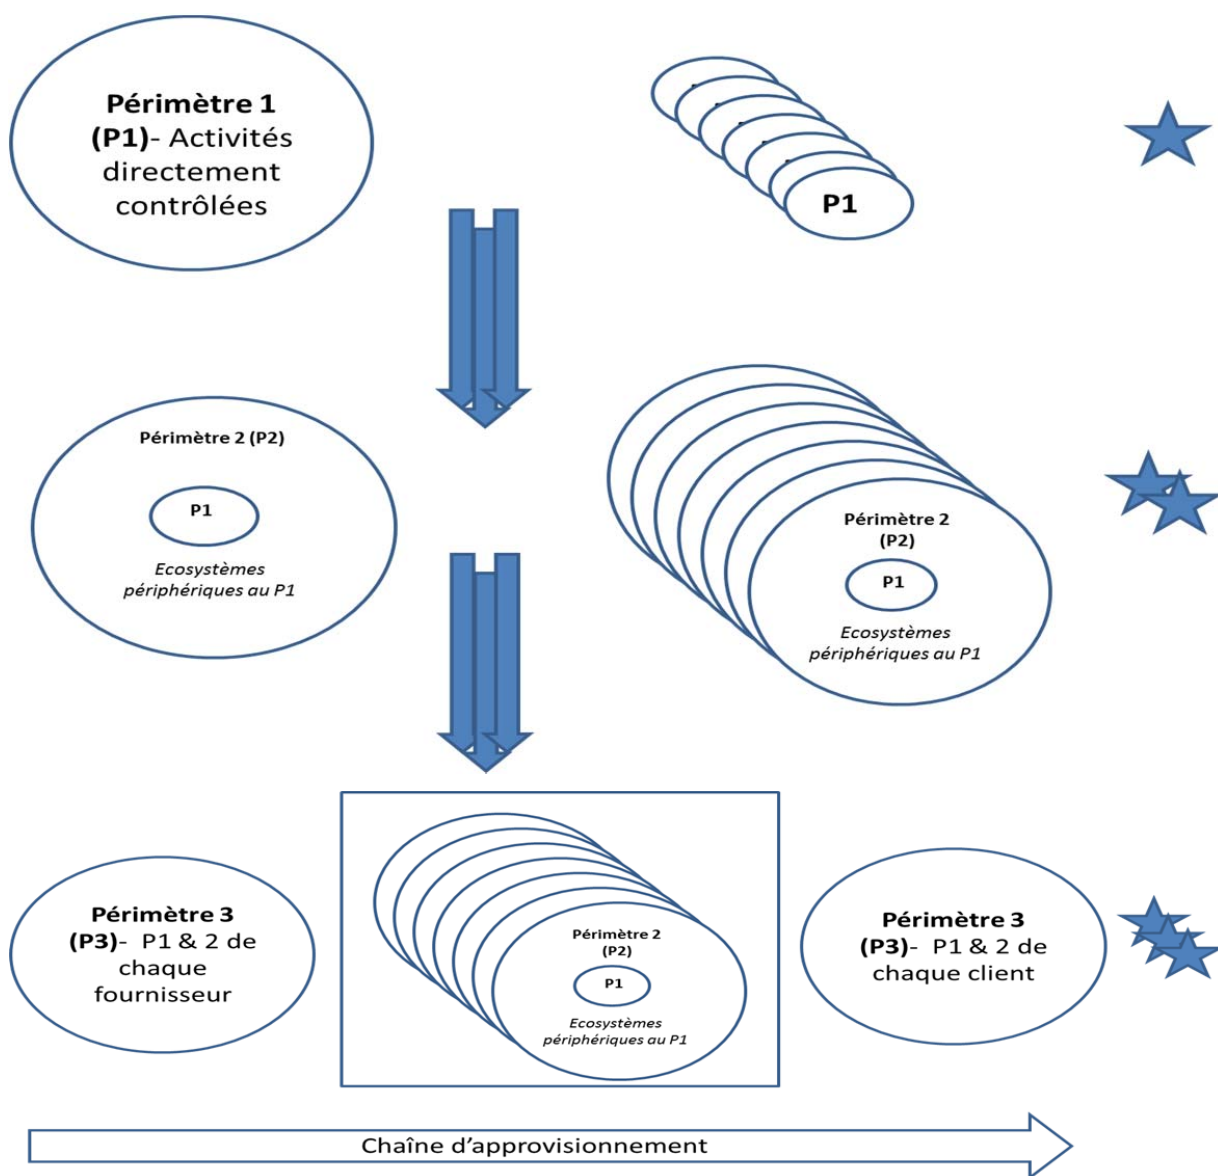 Périmètre 1
(P1)- Activités
directement
contrôlées
P1
Périmètre 2 (P2)
P1
Ecosystèmes
périphériques au P1
Périmètre 2
(P2)
P1
Ecosystèmes
périphériques au P1
Périmètre 3
(P3)- P1 & 2 de
chaque
fournisseur
Périmètre 2
(P2)
P1
Ecosystèmes
périphériques au P1
Périmètre 3
(P3)- P1 & 2 de
chaque client
Chaîne d’approvisionnement